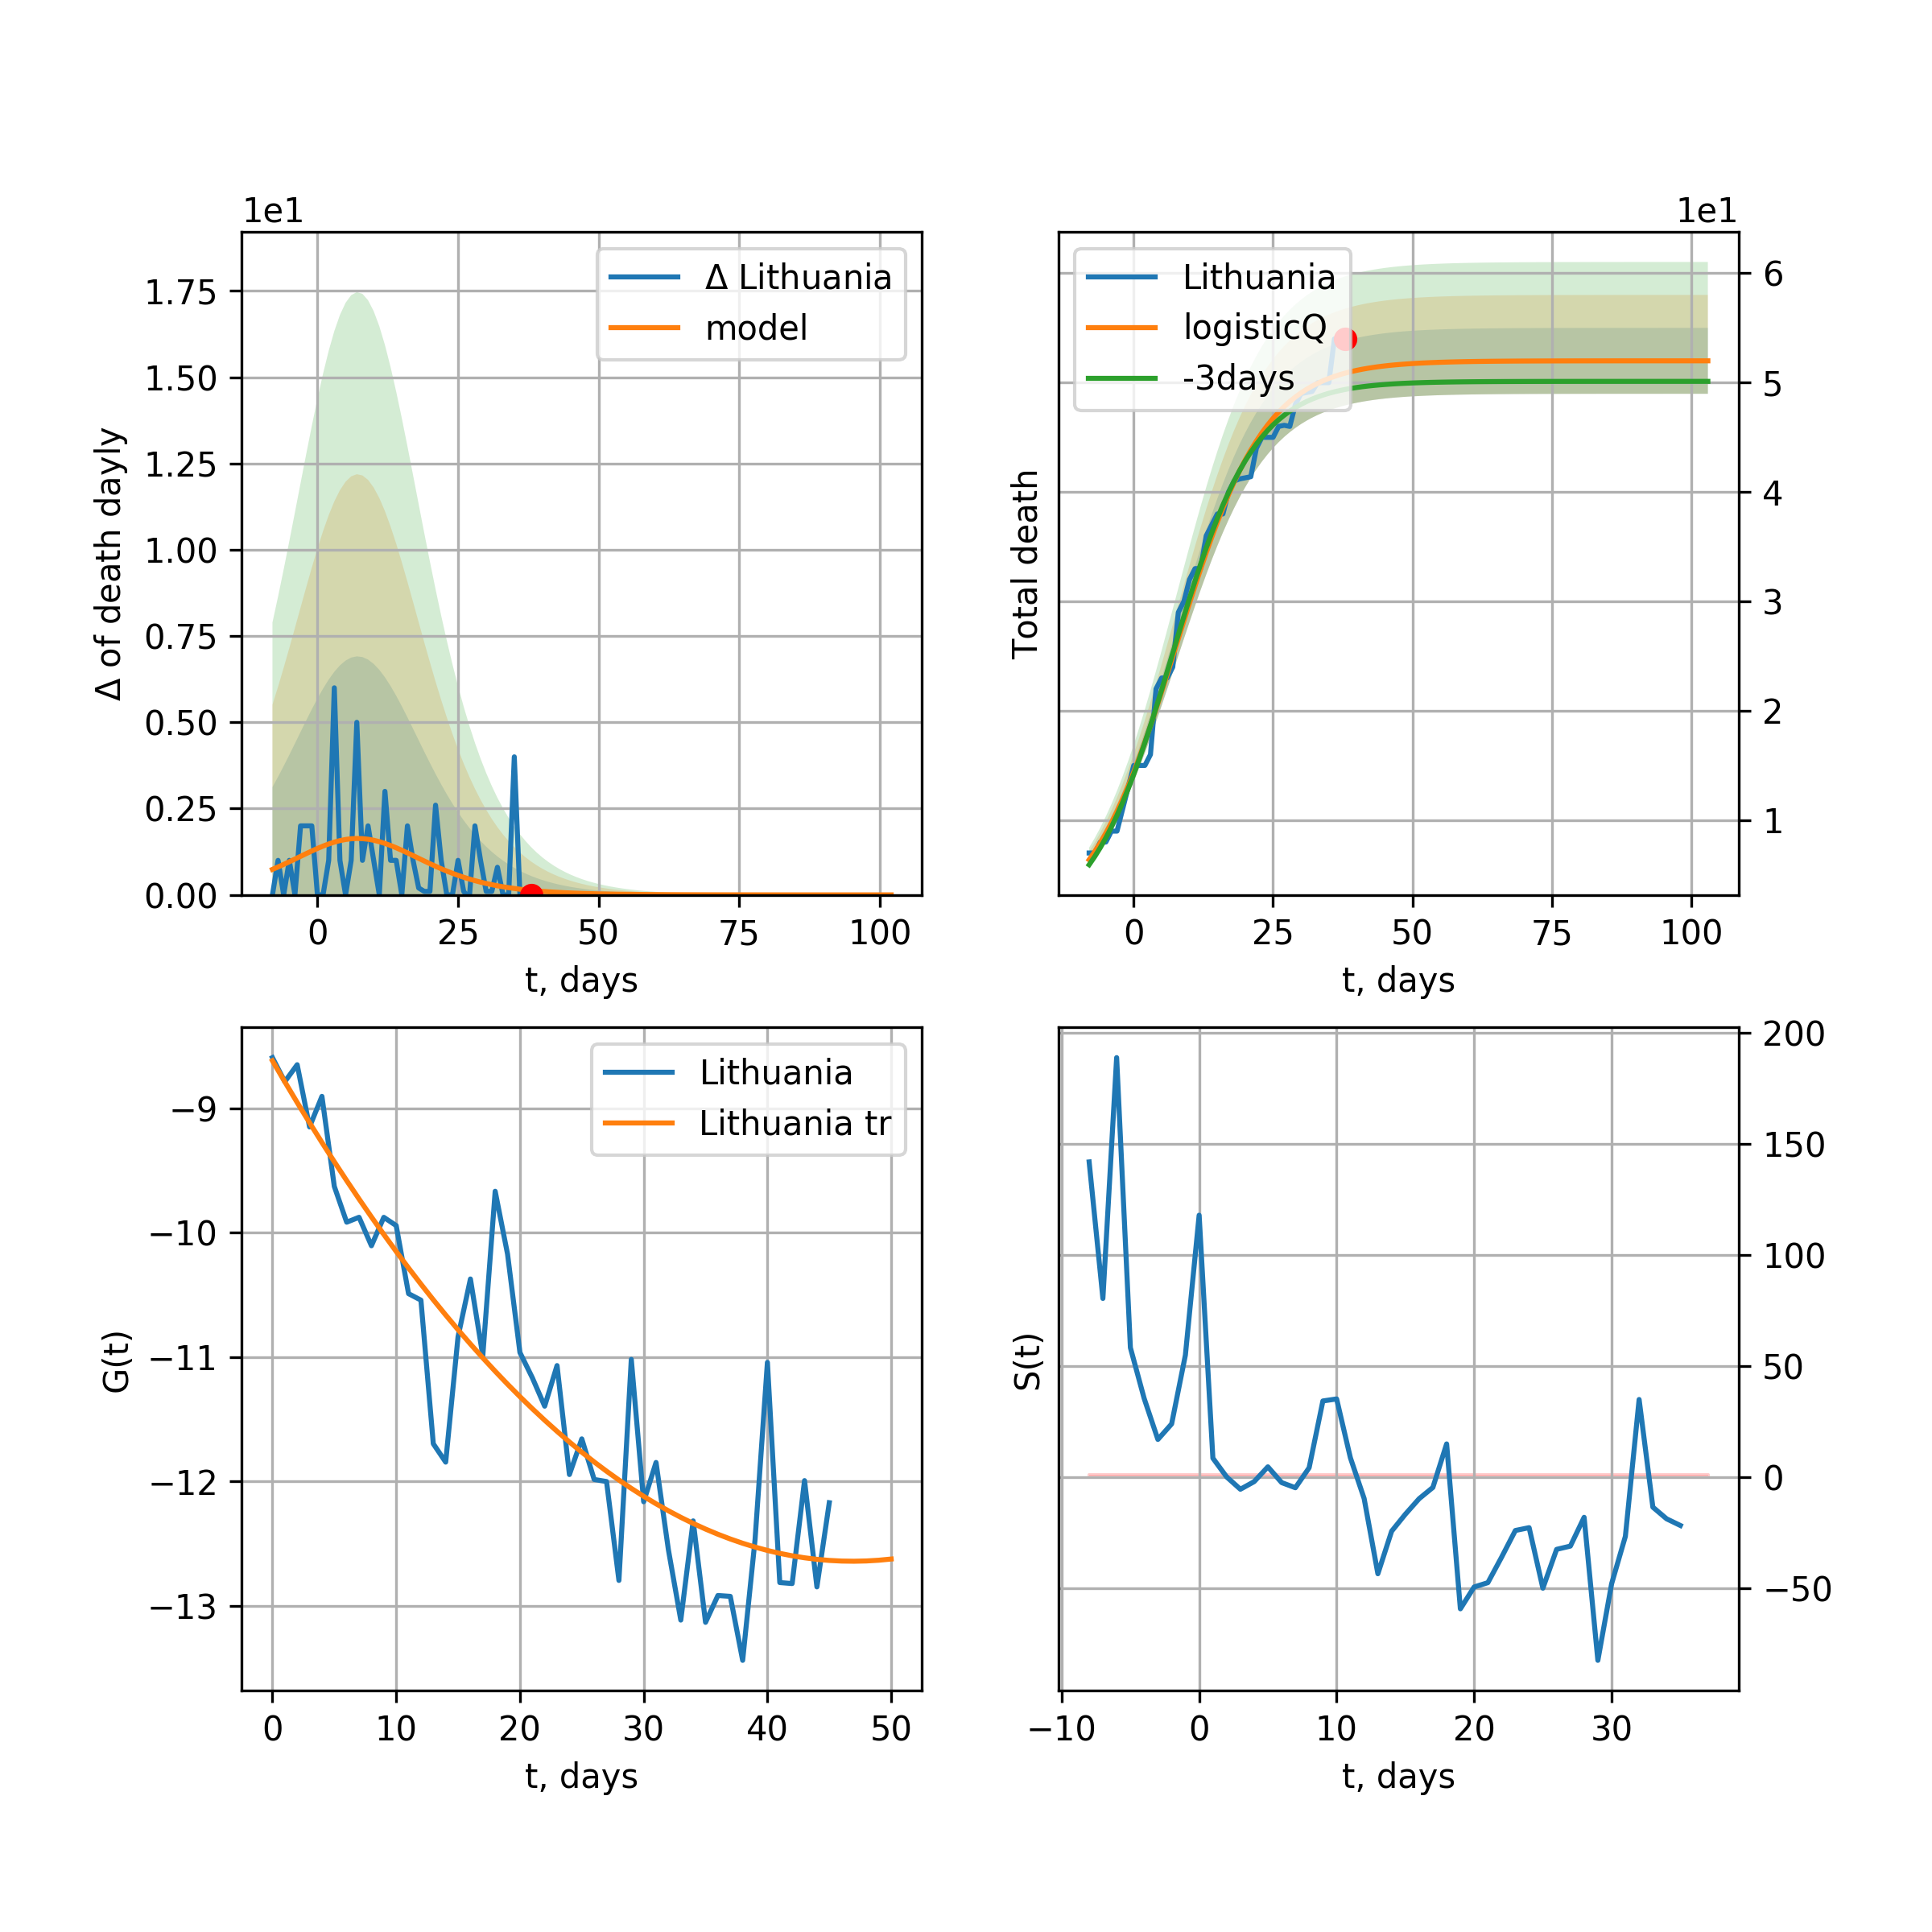 1e1
Δ of death dayly
1.75
1.50
1.25
1.00
0.75
0.50
0.25
0.00
Δ Lithuania
model
0
25
50
75
100
t, days
1e1
Total death
Lithuania
logisticQ
-3days
6
5
4
3
2
1
0
25
50
75
100
t, days
G(t)
−9
−10
−11
−12
−13
Lithuania
Lithuania tr
0
10
20
30
40
50
t, days
S(t)
200
150
100
50
0
−50
−10
0
10
20
30
t, days